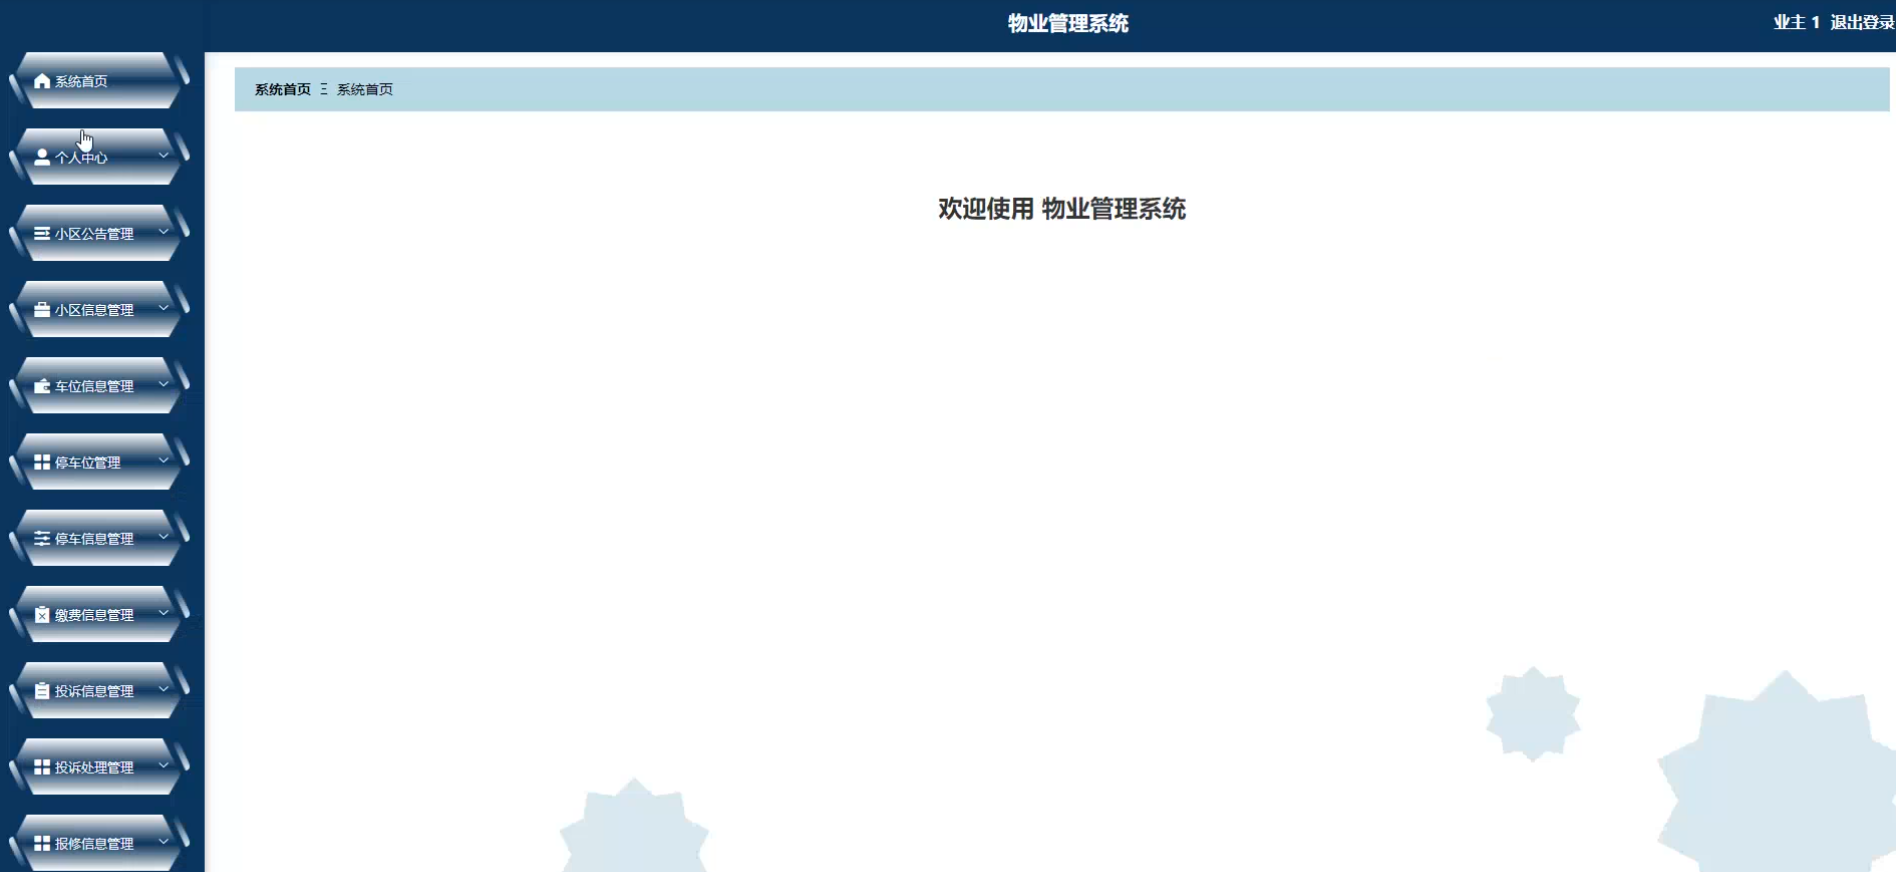 物业管理系统
业主 1 退出登录
系统首页
个人中心
小区公告管理
小区信息管理
车位信息管理
停车位管理
停车信息管理
缴费信息管理
投诉信息管理
投诉处理管理
报修信息管理
系统首页 Ξ 系统首页
欢迎使用 物业管理系统